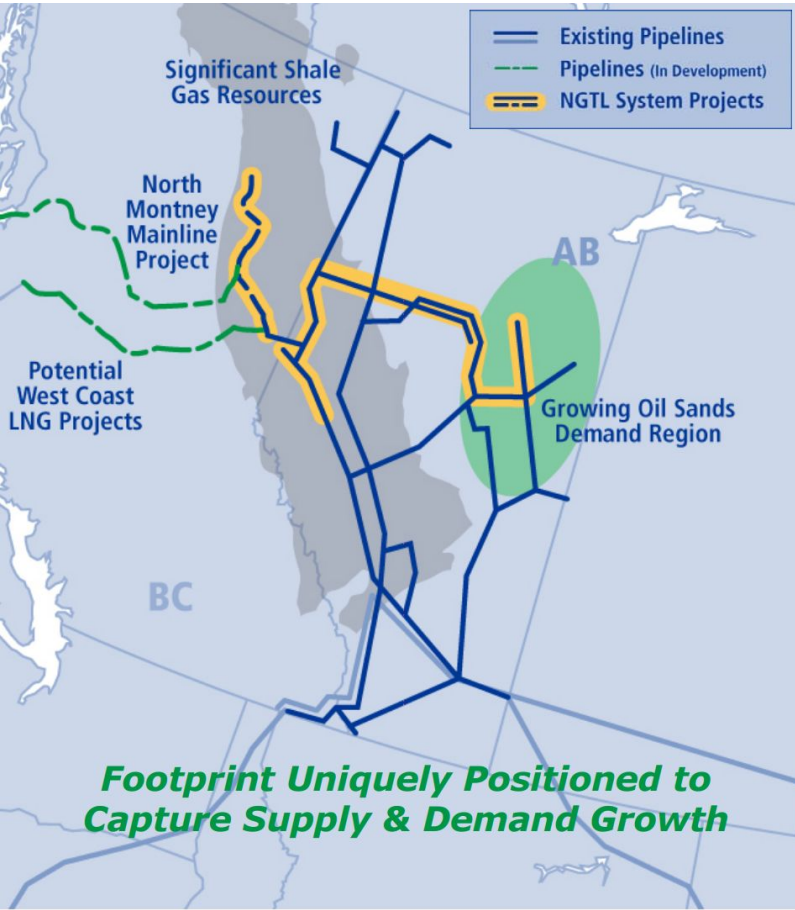 Existing Pipelines
Pipelines (In Development)
NGTL System Projects
Significant Shale
Gas Resources
North
Montney
Mainline
Project
AB
Potential
West Coast
LNG Projects
Growing Oil Sands
Demand Region
BC
Footprint Uniquely Positioned to
Capture Supply & Demand Growth